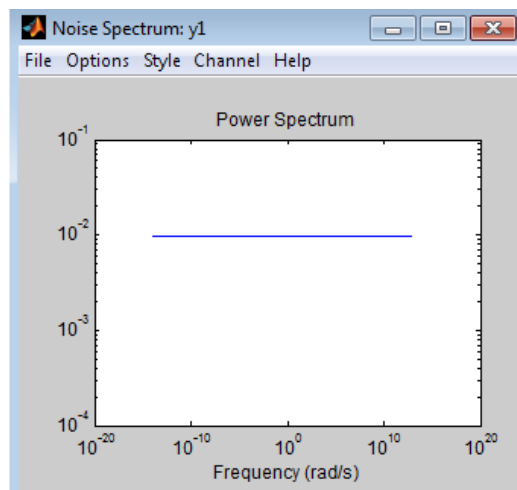 Noise Spectrum: y1
File Options Style Channel Help
Power Spectrum
10⁻¹
10⁻²
10⁻³
10⁻⁴
10⁻²⁰ 10⁻¹⁰ 10⁰ 10¹⁰ 10²⁰
Frequency (rad/s)